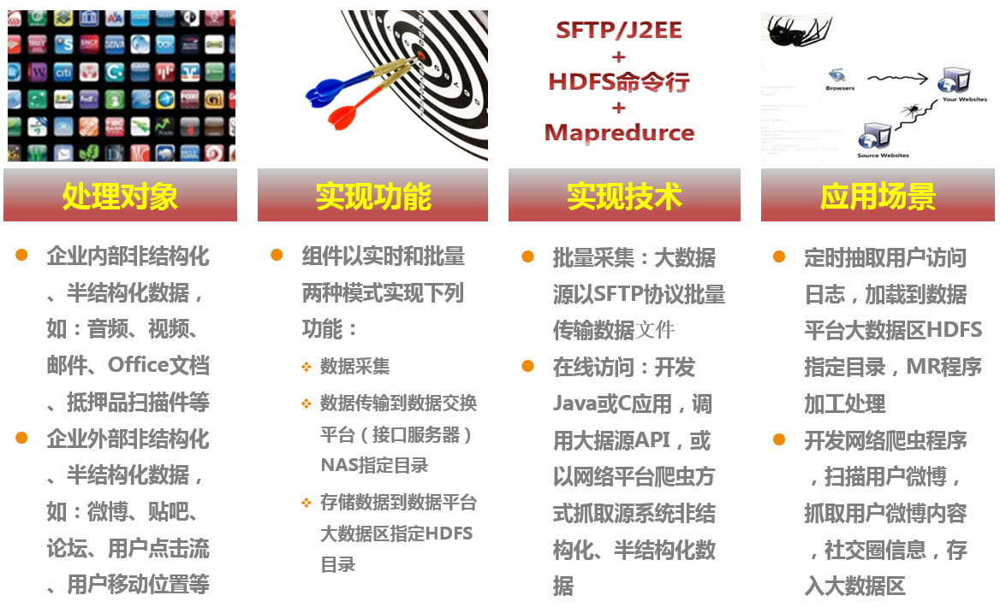 SFTP/J2EE
+
HDFS命令行
+
Mapredurce
Browsers
Your Websites
Source Websites
处理对象
企业内部非结构化
、半结构化数据，
如：音频、视频、
邮件、Office文档
、抵押品扫描件等
企业外部非结构化
、半结构化数据，
如：微博、贴吧、
论坛、用户点击流
、用户移动位置等
实现功能
组件以实时和批量
两种模式实现下列
功能：
数据采集
数据传输到数据交换
平台（接口服务器）
NAS指定目录
存储数据到数据平台
大数据区指定HDFS
目录
实现技术
批量采集：大数据
源以SFTP协议批量
传输数据文件
在线访问：开发
Java或C应用，调
用大据源API，或
以网络平台爬虫方
式抓取源系统非结
构化、半结构化数
据
应用场景
定时抽取用户访问
日志，加载到数据
平台大数据区HDFS
指定目录，MR程序
加工处理
开发网络爬虫程序
，扫描用户微博，
抓取用户微博内容
，社交圈信息，存
入大数据区